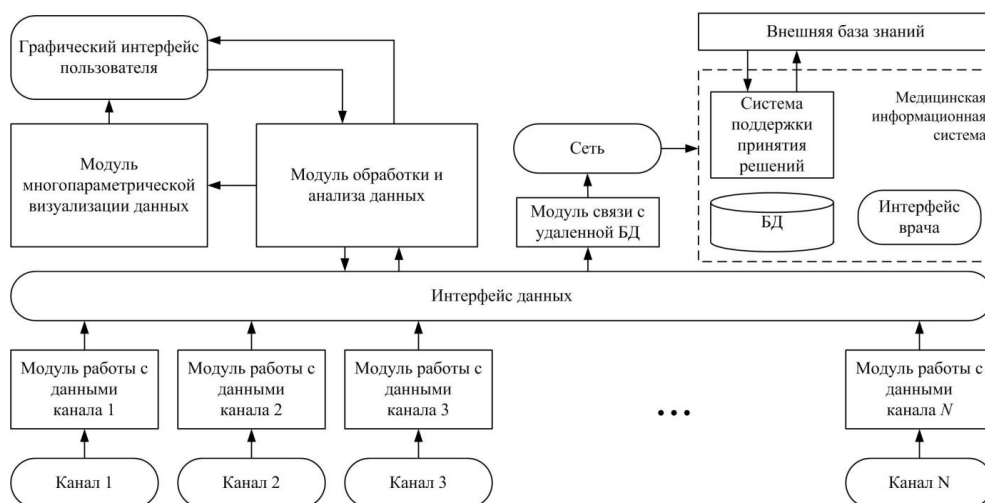 Графический интерфейс
пользователя
Внешняя база знаний
Модуль
многопараметрической
визуализации данных
Модуль обработки и
анализа данных
Сеть
Модуль связи с
удаленной БД
Система
поддержки
принятия
решений
Медицинская
информационная
система
БД
Интерфейс
врача
Интерфейс данных
Модуль работы с
данными
канала 1
Модуль работы с
данными
канала 2
Модуль работы с
данными
канала 3
...
Модуль работы с
данными
канала N
Канал 1
Канал 2
Канал 3
Канал N